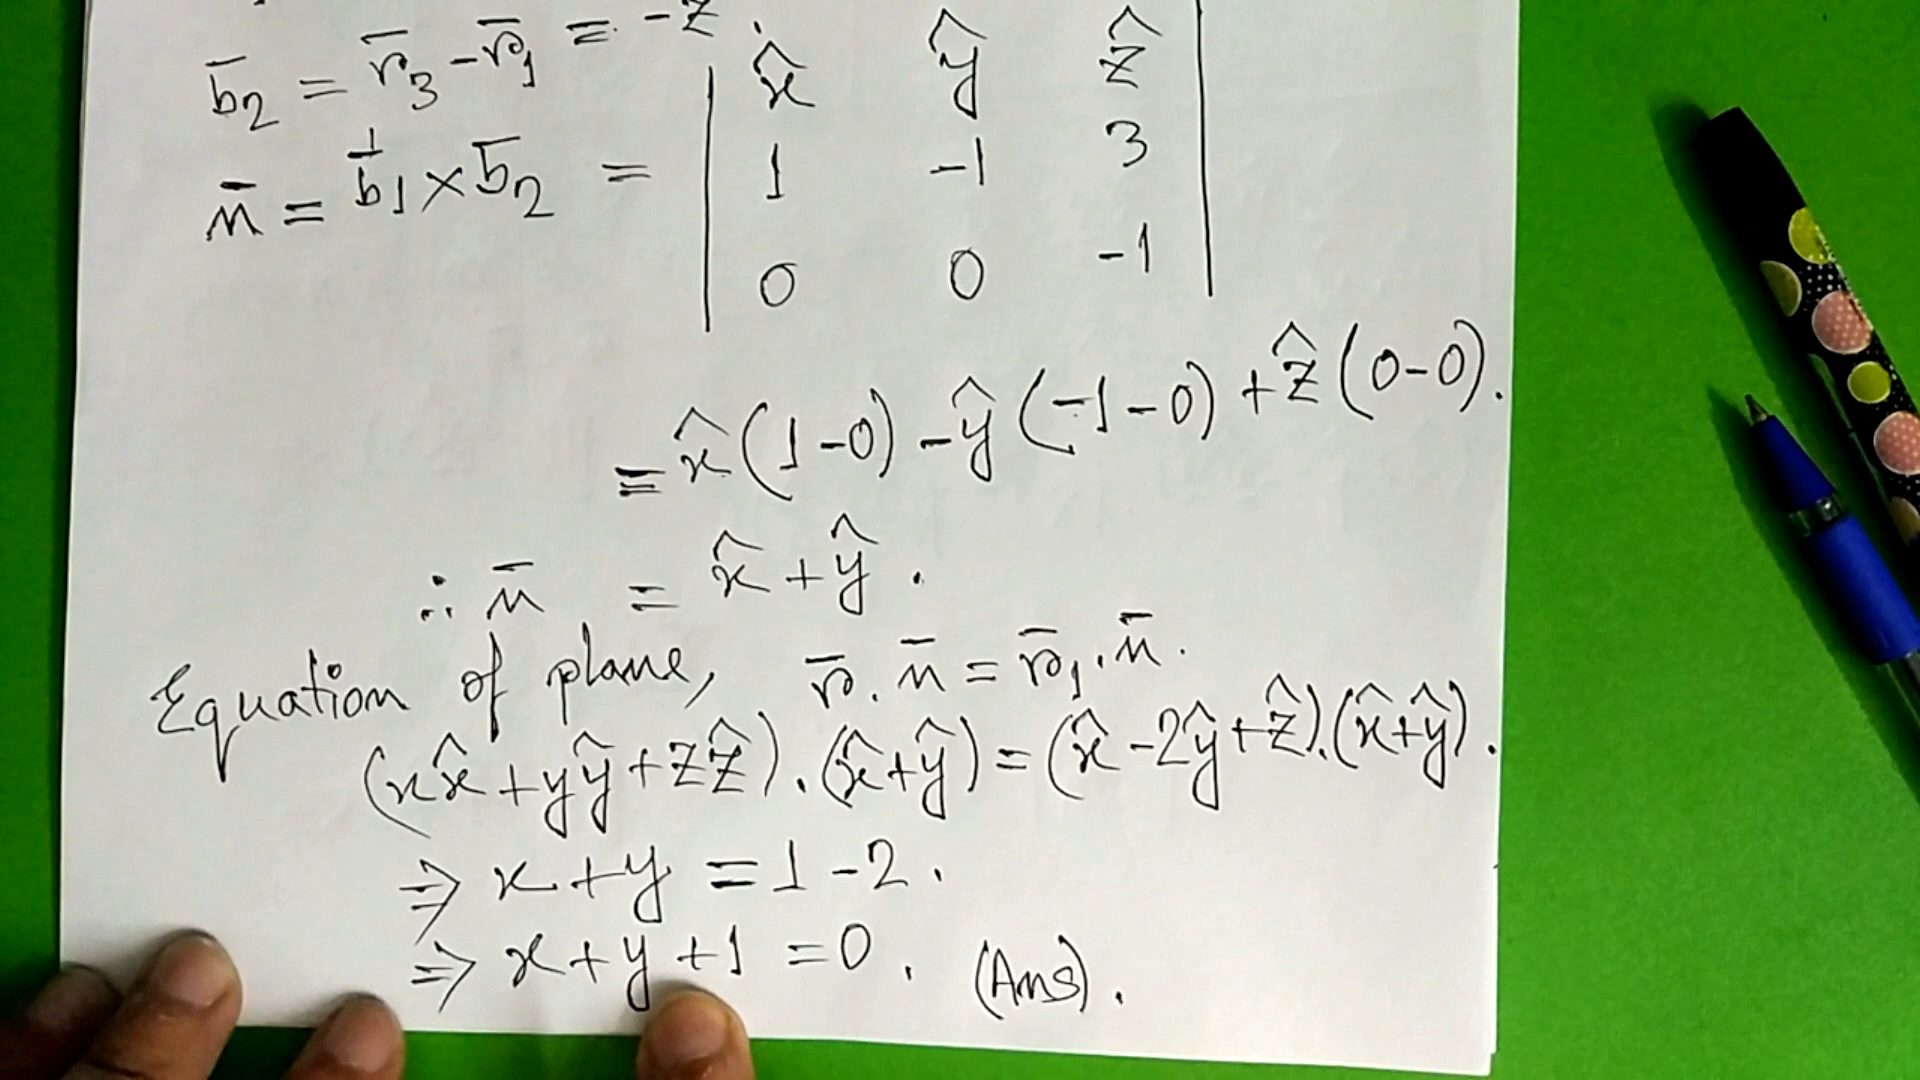 b̄₂ = r̄₃ - r̄₁ = -ẑ.
n̄ = b̄₁ × b̄₂ = | x̂ ŷ ẑ |
| 1 -1 3 |
| 0 0 -1 |
= x̂(1-0) - ŷ(-1-0) + ẑ(0-0).
∴ n̄ = x̂ + ŷ.
Equation of plane, r̄. n̄ = r̄₁. n̄.
(xx̂ + yŷ + zẑ).(x̂+ŷ) = (x̂ - 2ŷ + ẑ).(x̂+ŷ).
⇒ x + y = 1 - 2.
⇒ x + y + 1 = 0. (Ans).